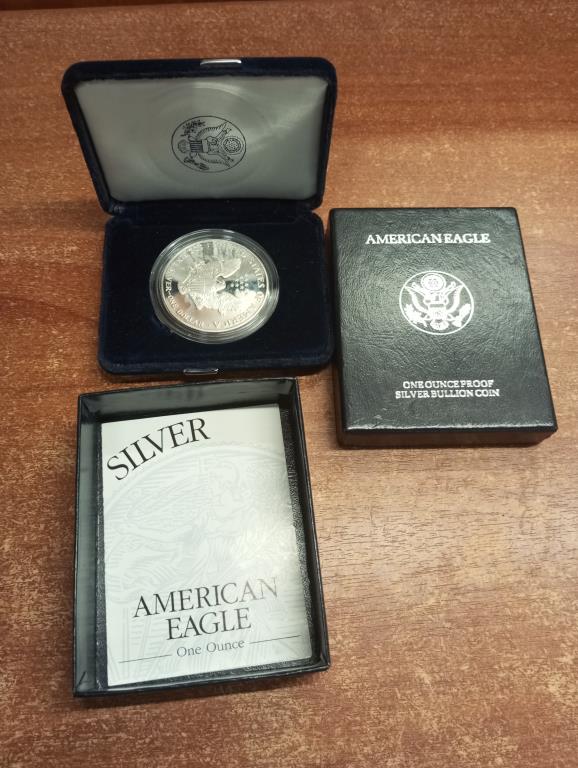 AMERICAN EAGLE
ONE OUNCE PROOF
SILVER BULLION COIN
SILVER
AMERICAN
EAGLE
One Ounce